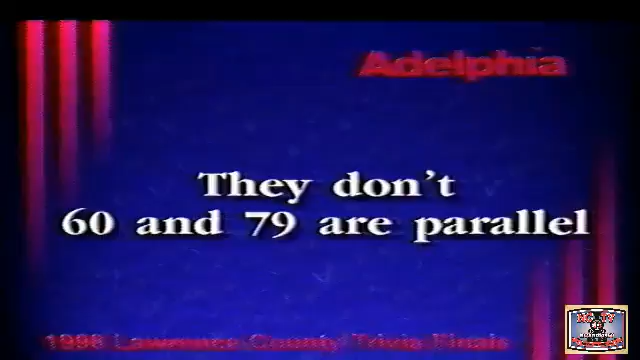 Adelphia
They don't
60 and 79 are parallel
1998 Lawrence County Trivia Finals